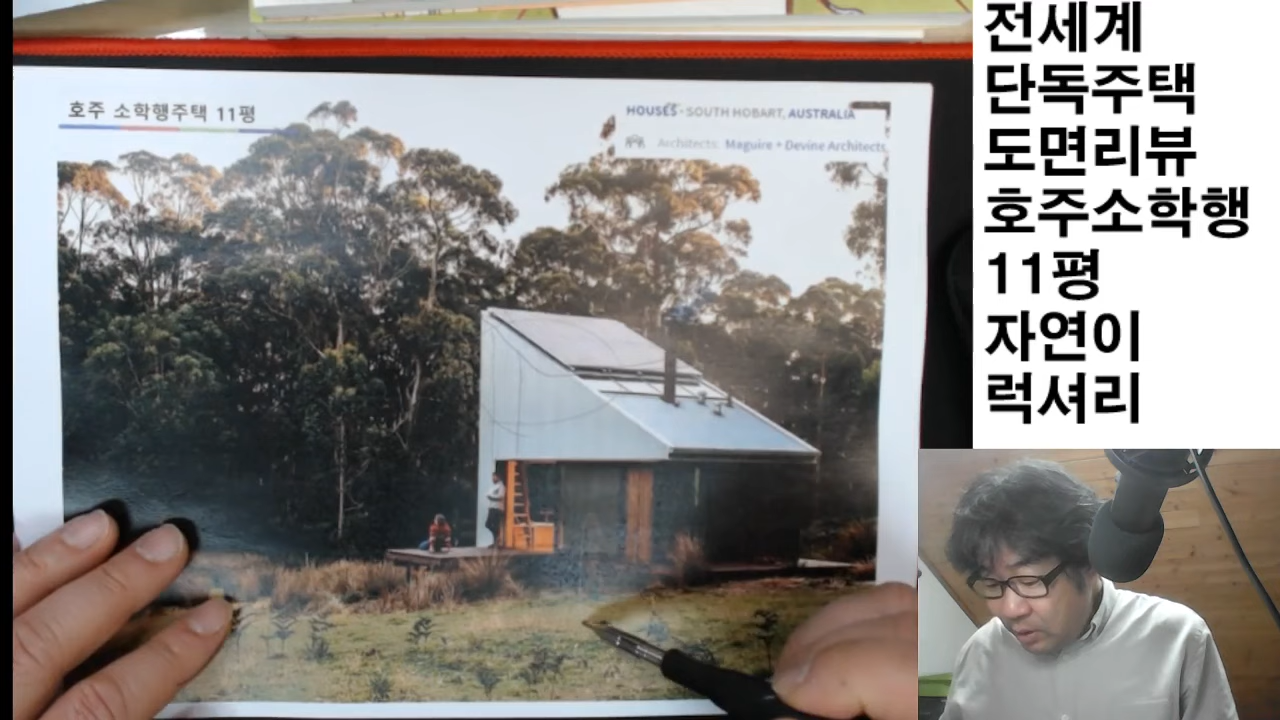 호주 소학행주택 11평
HOUSES · SOUTH HOBART, AUSTRALIA
Architects: Maguire + Devine Architects
전세계
단독주택
도면리뷰
호주소학행
11평
자연이
럭셔리